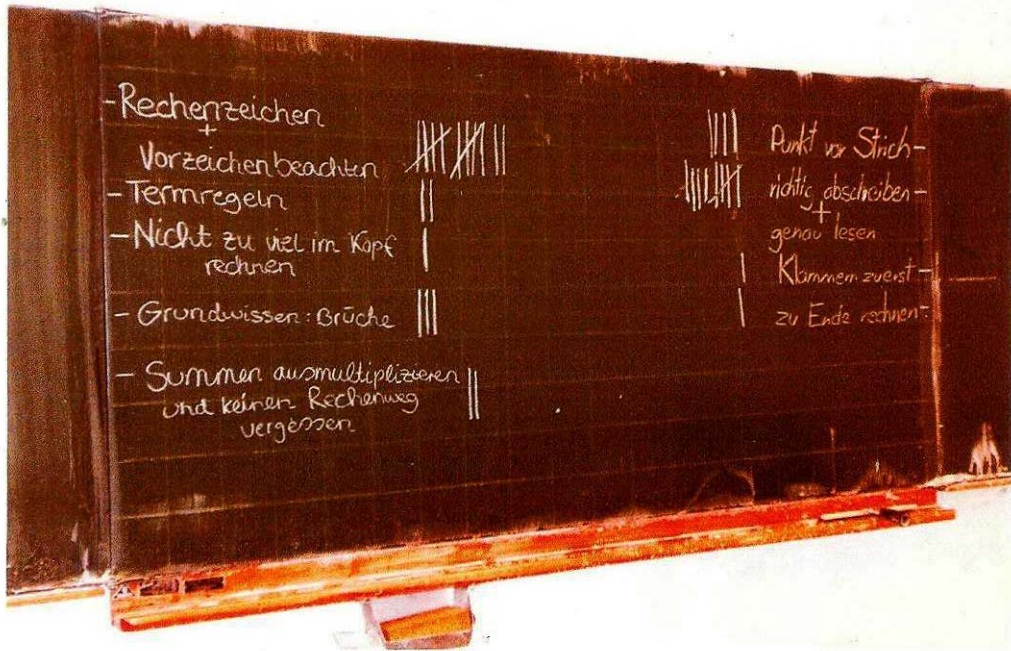 - Rechenzeichen
+
Vorzeichen beachten
- Termregeln
- Nicht zu viel im Kopf
rechnen
- Grundwissen: Brüche
- Summen ausmultiplizieren
und keinen Rechenweg
vergessen
Punkt vor Strich -
richtig abschreiben -
+
genau lesen
Klammern zuerst -
zu Ende rechnen -